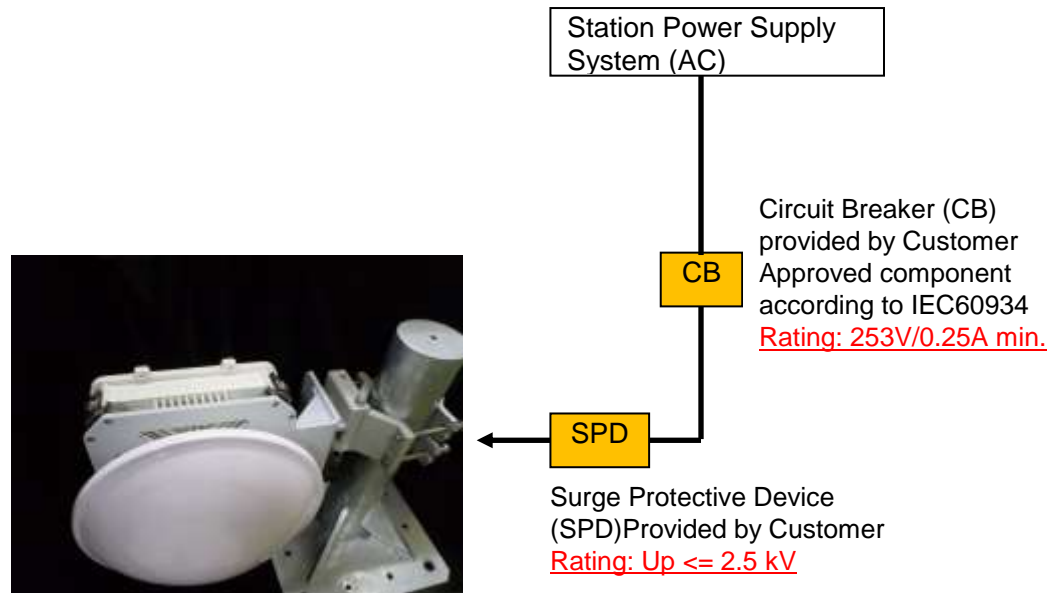 Station Power Supply
System (AC)
Circuit Breaker (CB)
provided by Customer
Approved component
according to IEC60934
Rating: 253V/0.25A min.
CB
SPD
Surge Protective Device
(SPD)Provided by Customer
Rating: Up <= 2.5 kV